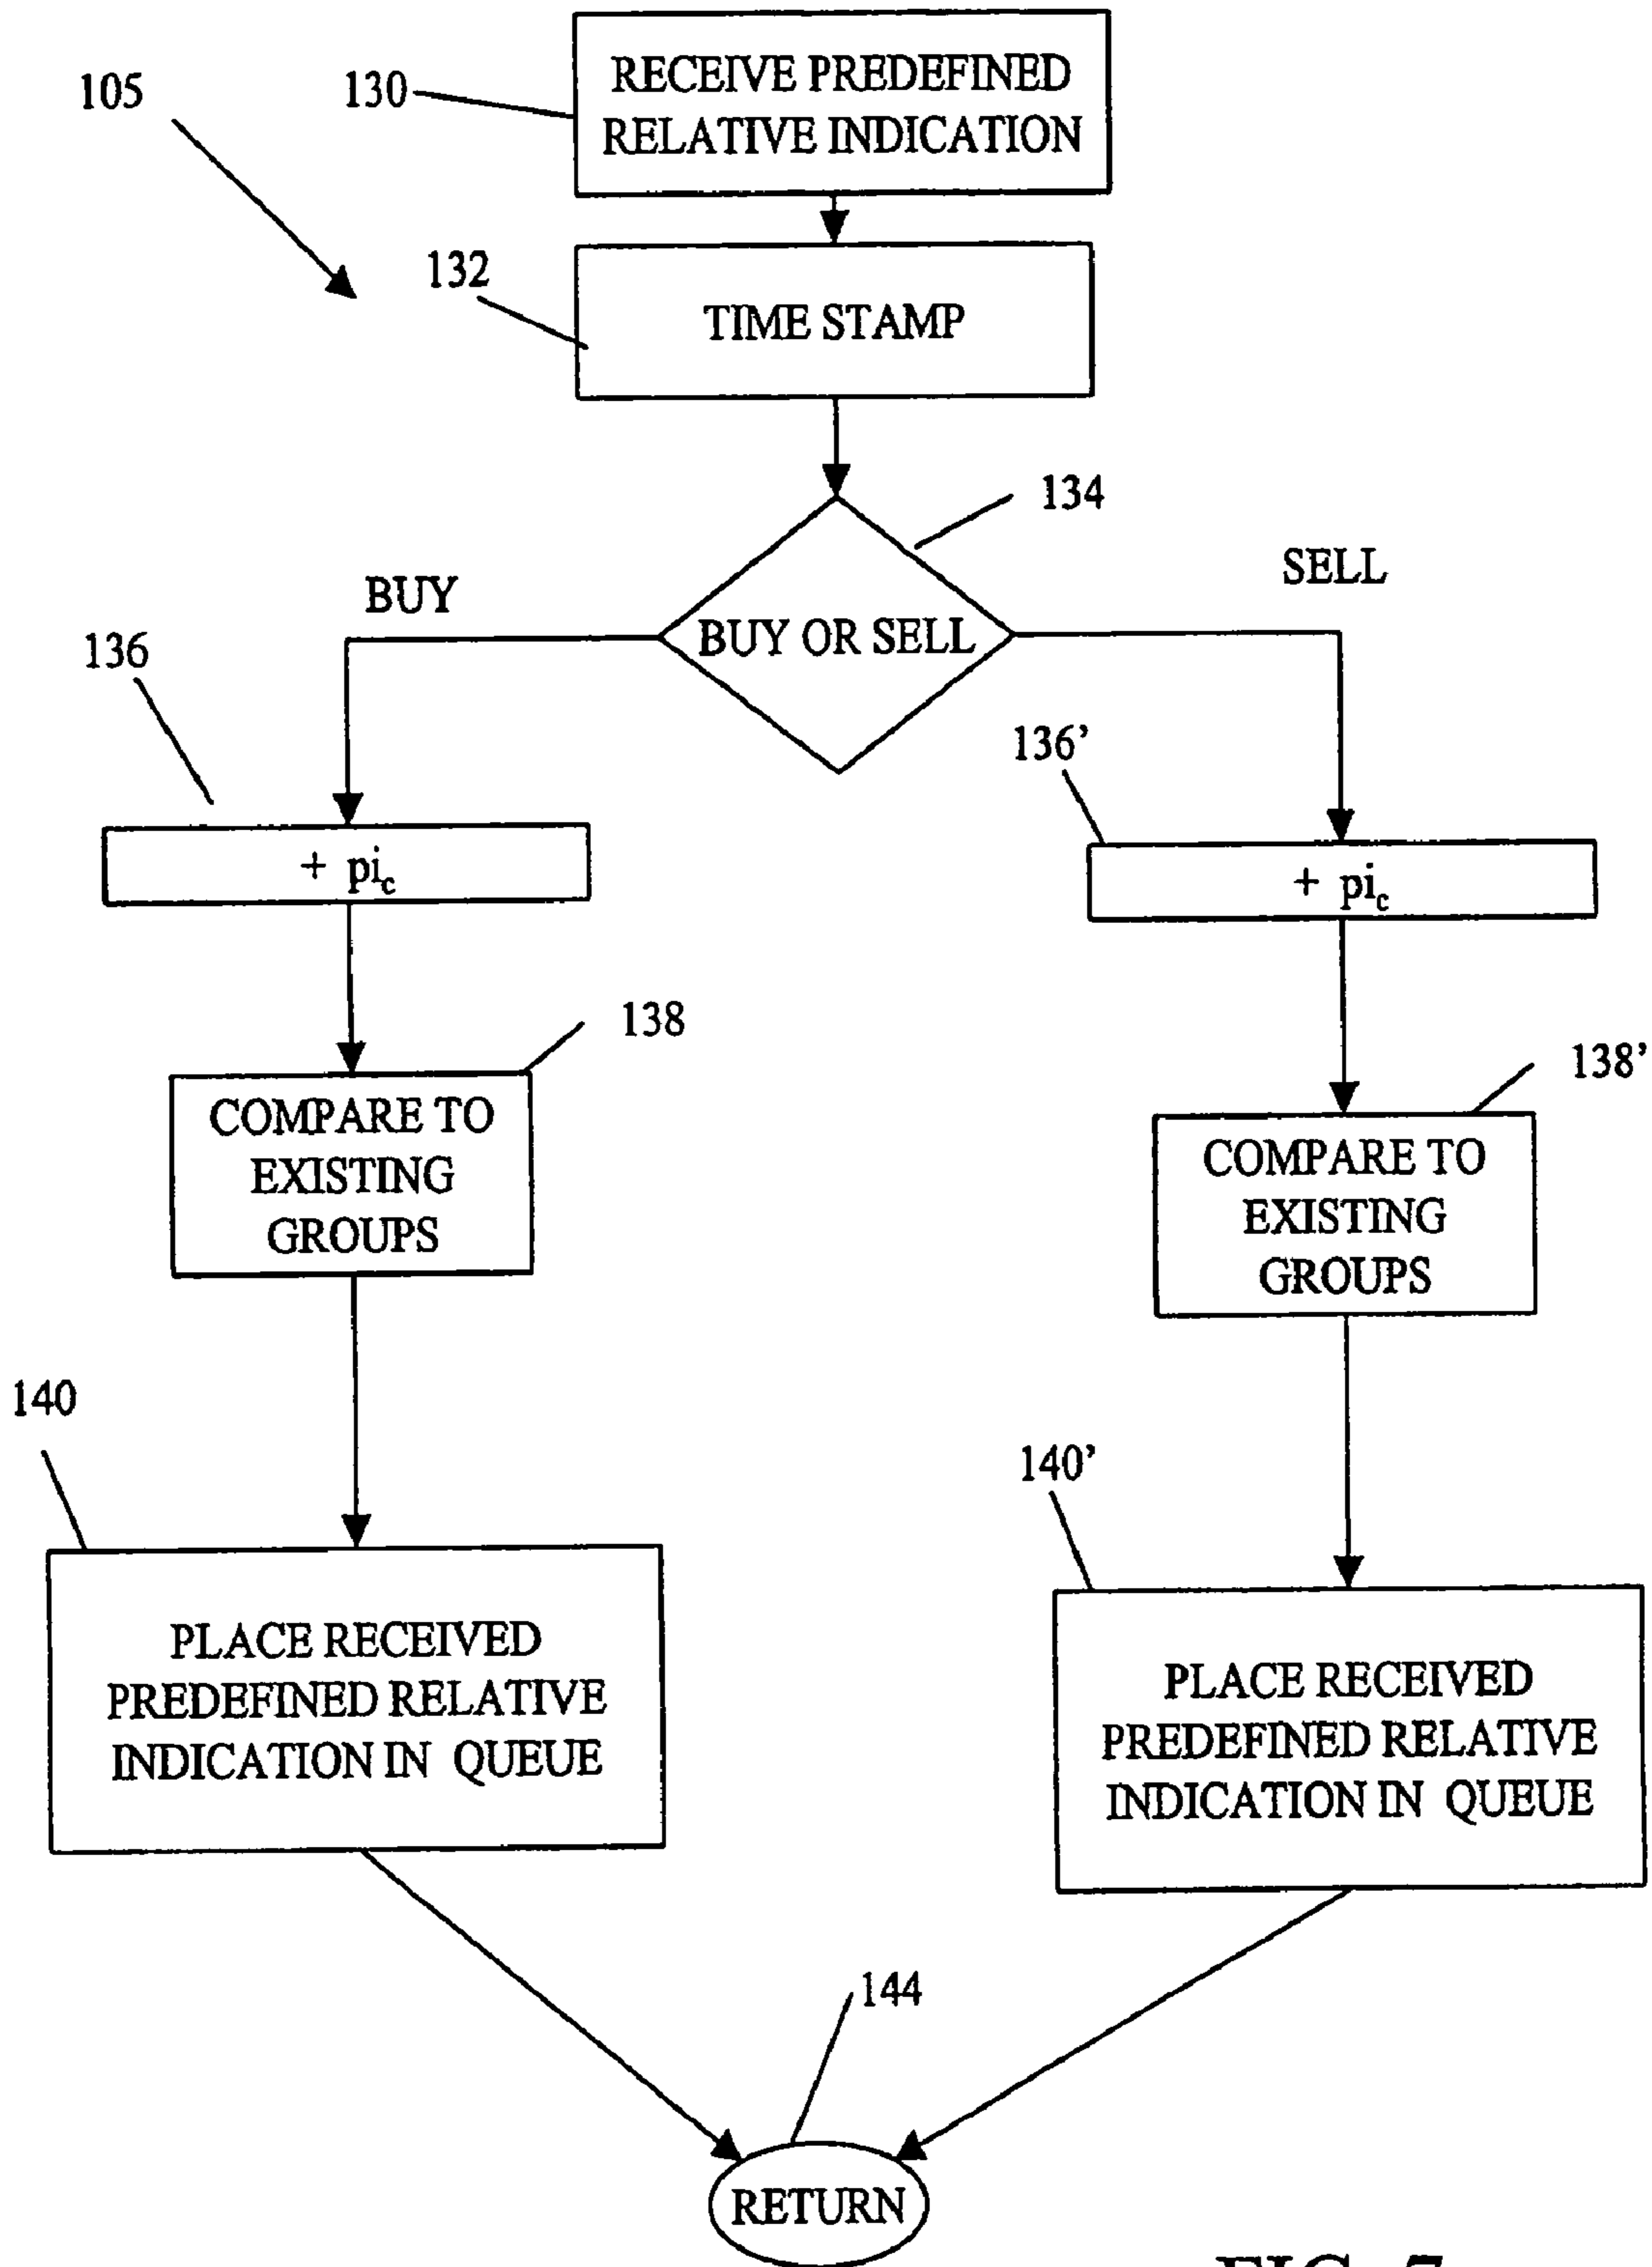 105
130
RECEIVE PREDEFINED
RELATIVE INDICATION
132
TIME STAMP
134
BUY
SELL
BUY OR SELL
136
136'
+ pic
+ pic
138
138'
COMPARE TO
EXISTING
GROUPS
COMPARE TO
EXISTING
GROUPS
140
140'
PLACE RECEIVED
PREDEFINED RELATIVE
INDICATION IN QUEUE
PLACE RECEIVED
PREDEFINED RELATIVE
INDICATION IN QUEUE
144
RETURN